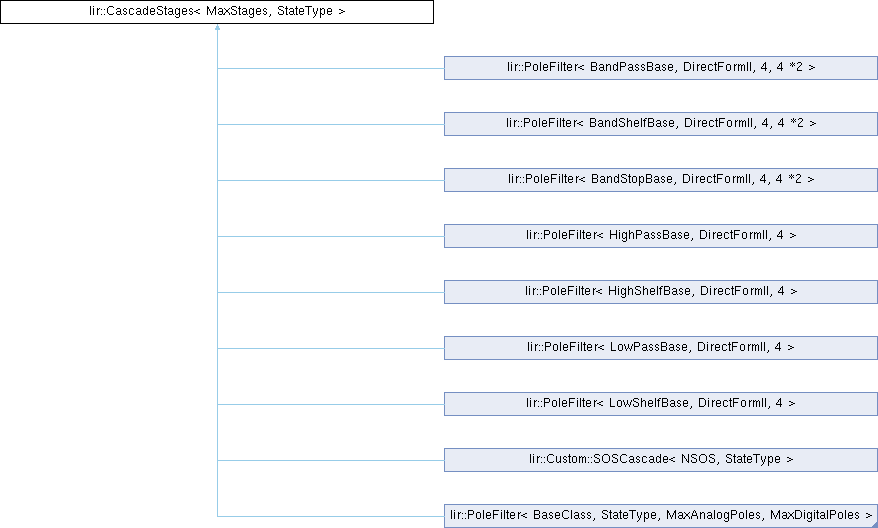 Iir::CascadeStages< MaxStages, StateType >
Iir::PoleFilter< BandPassBase, DirectFormII, 4, 4 *2 >
Iir::PoleFilter< BandShelfBase, DirectFormII, 4, 4 *2 >
Iir::PoleFilter< BandStopBase, DirectFormII, 4, 4 *2 >
Iir::PoleFilter< HighPassBase, DirectFormII, 4 >
Iir::PoleFilter< HighShelfBase, DirectFormII, 4 >
Iir::PoleFilter< LowPassBase, DirectFormII, 4 >
Iir::PoleFilter< LowShelfBase, DirectFormII, 4 >
Iir::Custom::SOSCascade< NSOS, StateType >
Iir::PoleFilter< BaseClass, StateType, MaxAnalogPoles, MaxDigitalPoles >